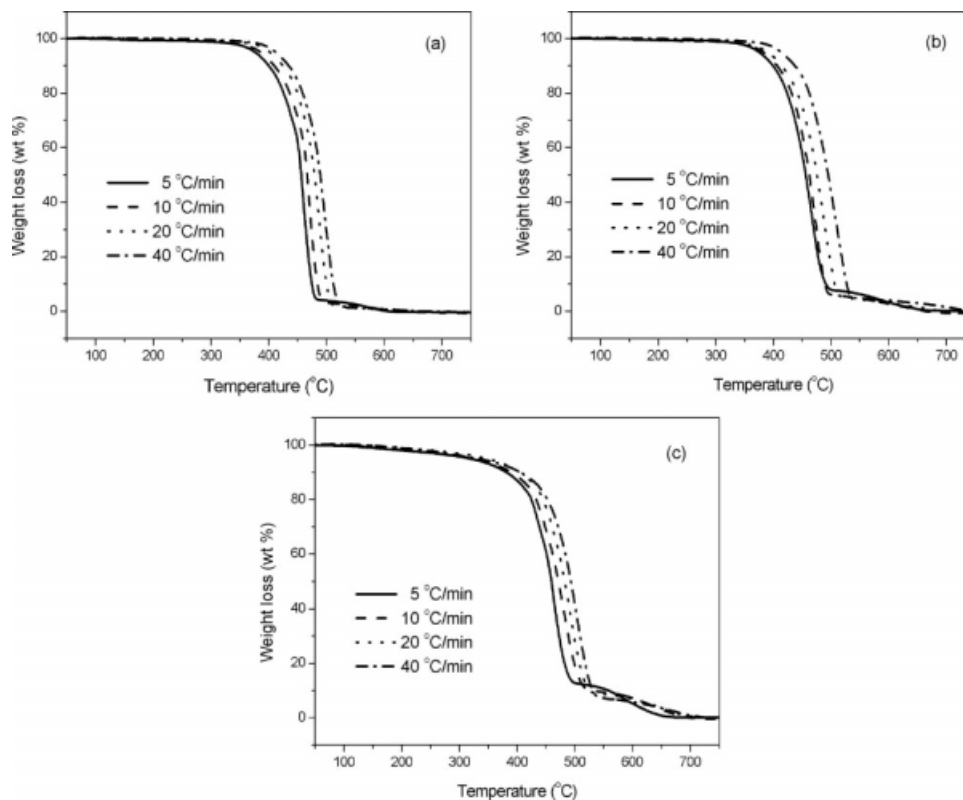 (a)
100
80
60
40
20
0
Weight loss (wt %)
5 °C/min
10 °C/min
20 °C/min
40 °C/min
100 200 300 400 500 600 700
Temperature (°C)
(b)
100
80
60
40
20
0
Weight loss (wt %)
5 °C/min
10 °C/min
20 °C/min
40 °C/min
100 200 300 400 500 600 700
Temperature (°C)
(c)
100
80
60
40
20
0
Weight loss (wt %)
5 °C/min
10 °C/min
20 °C/min
40 °C/min
100 200 300 400 500 600 700
Temperature (°C)